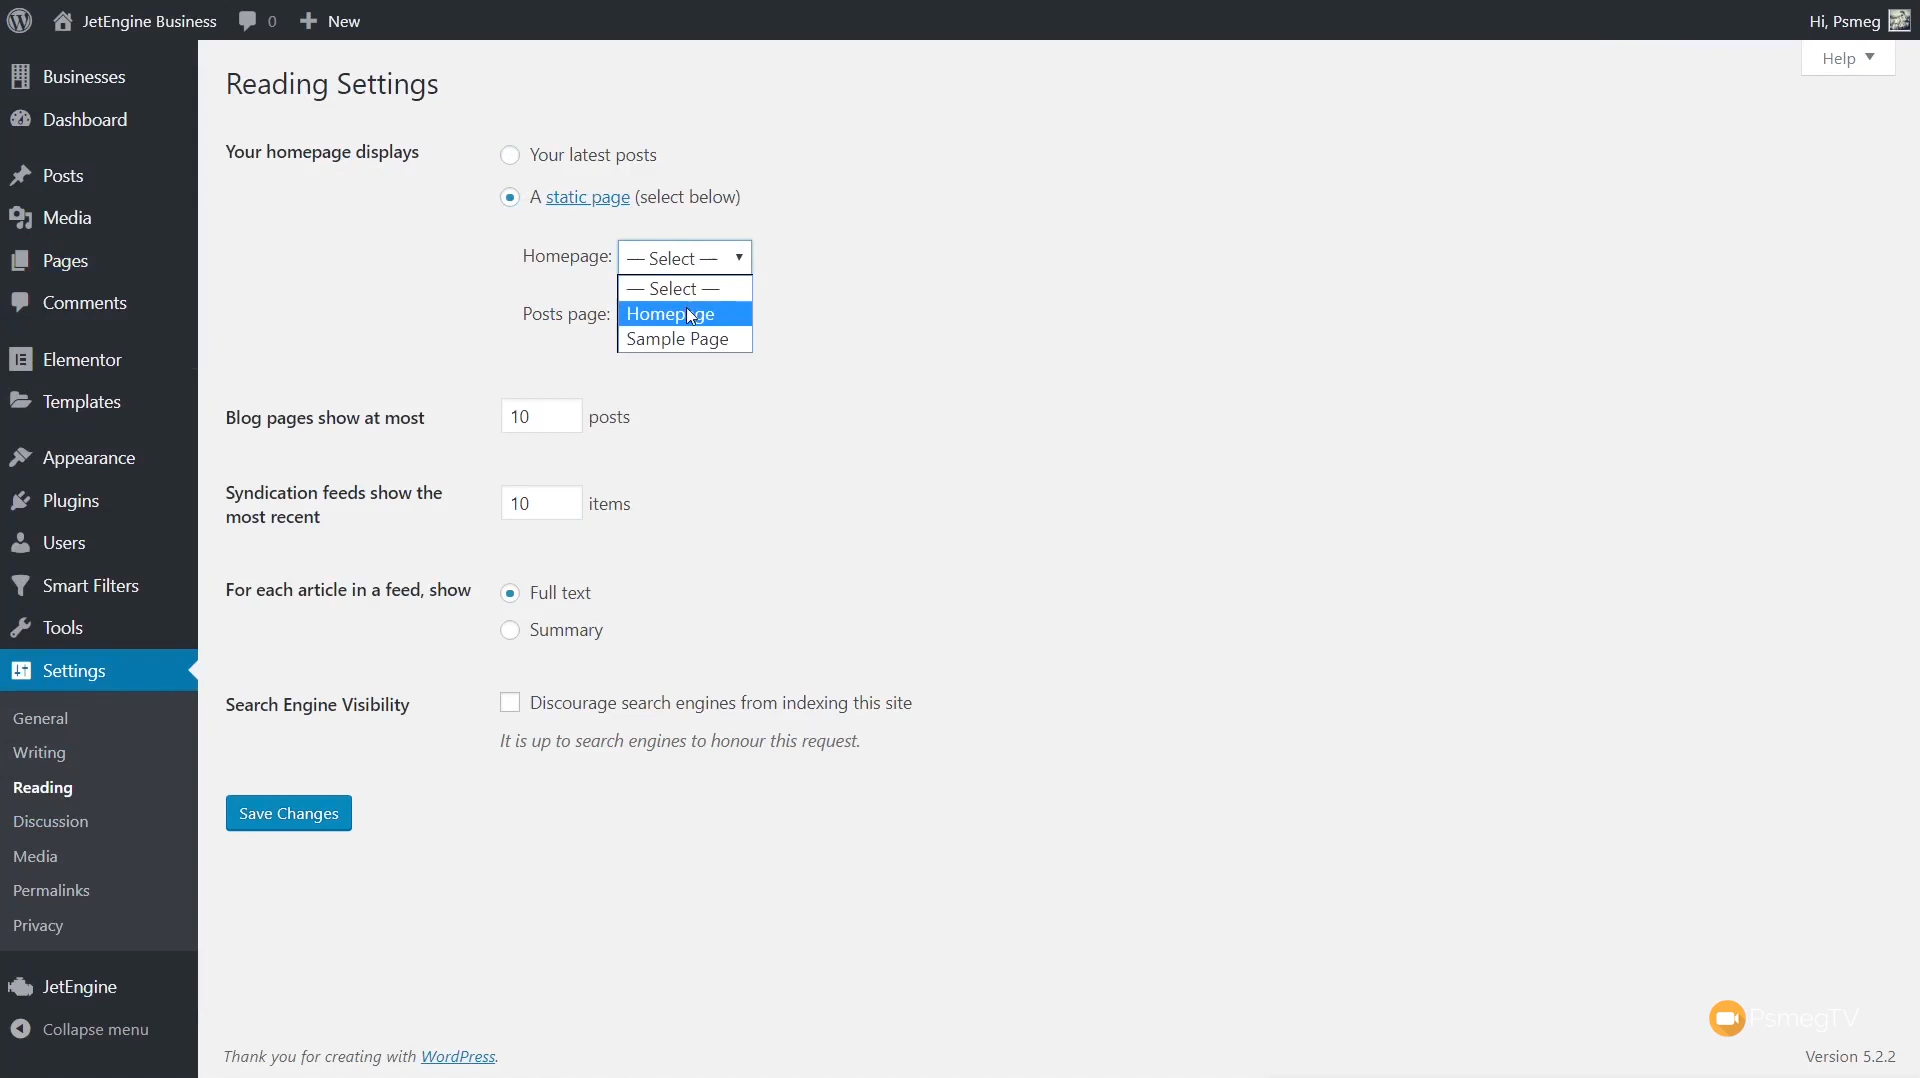 JetEngine Business
0
New
Hi, Psmeg
Businesses
Dashboard
Posts
Media
Pages
Comments
Elementor
Templates
Appearance
Plugins
Users
Smart Filters
Tools
Settings
General
Writing
Reading
Discussion
Media
Permalinks
Privacy
JetEngine
Collapse menu
Help
Reading Settings
Your homepage displays
Your latest posts
A static page (select below)
Homepage: — Select —
— Select —
Posts page: Homepage
Sample Page
Blog pages show at most
10 posts
Syndication feeds show the
most recent
10 items
For each article in a feed, show
Full text
Summary
Search Engine Visibility
Discourage search engines from indexing this site
It is up to search engines to honour this request.
Save Changes
PsmegTV
Thank you for creating with WordPress.
Version 5.2.2